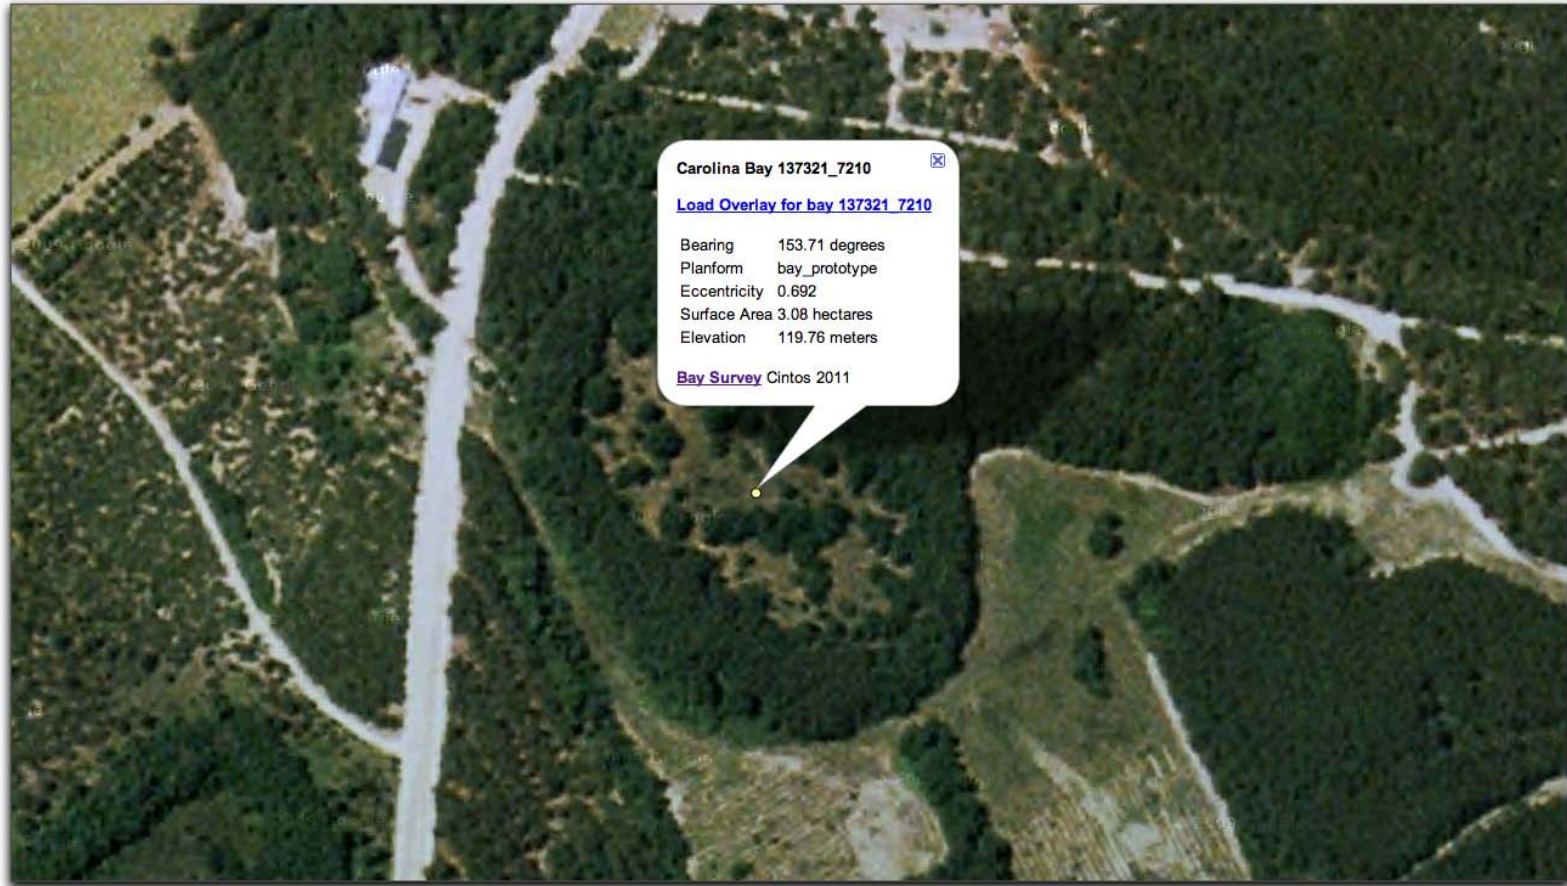 Carolina Bay 137321_7210
Load Overlay for bay 137321_7210
Bearing 153.71 degrees
Planform bay_prototype
Eccentricity 0.692
Surface Area 3.08 hectares
Elevation 119.76 meters
Bay Survey Cintos 2011